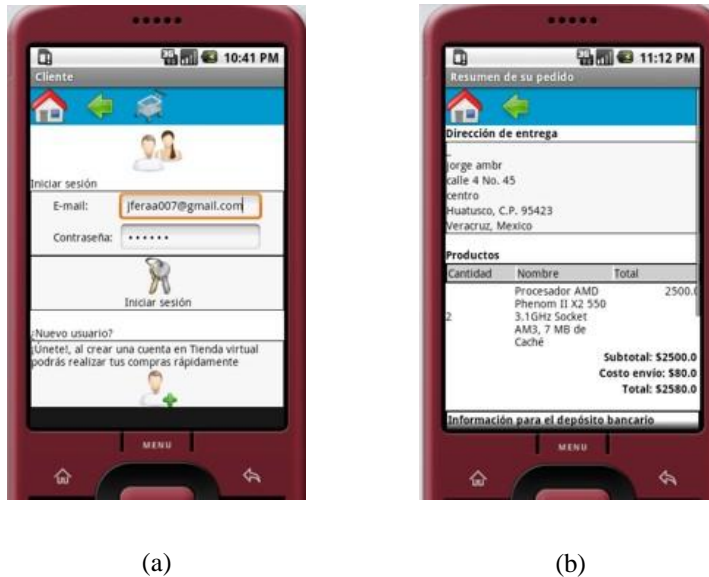 10:41 PM
Cliente
Iniciar sesión
E-mail: jferaa007@gmail.com
Contraseña: ••••••
Iniciar sesión
¿Nuevo usuario?
¡Únete!, al crear una cuenta en Tienda virtual
podrás realizar tus compras rápidamente
MENU
(a)
3G
11:12 PM
Resumen de su pedido
Dirección de entrega
_
jorge ambr
calle 4 No. 45
centro
Huatusco, C.P. 95423
Veracruz, Mexico
Productos
Cantidad Nombre Total
2 Procesador AMD 2500.0
Phenom II X2 550
3.1GHz Socket
AM3, 7 MB de
Caché
Subtotal: $2500.0
Costo envio: $80.0
Total: $2580.0
Información para el depósito bancario
MENU
(b)